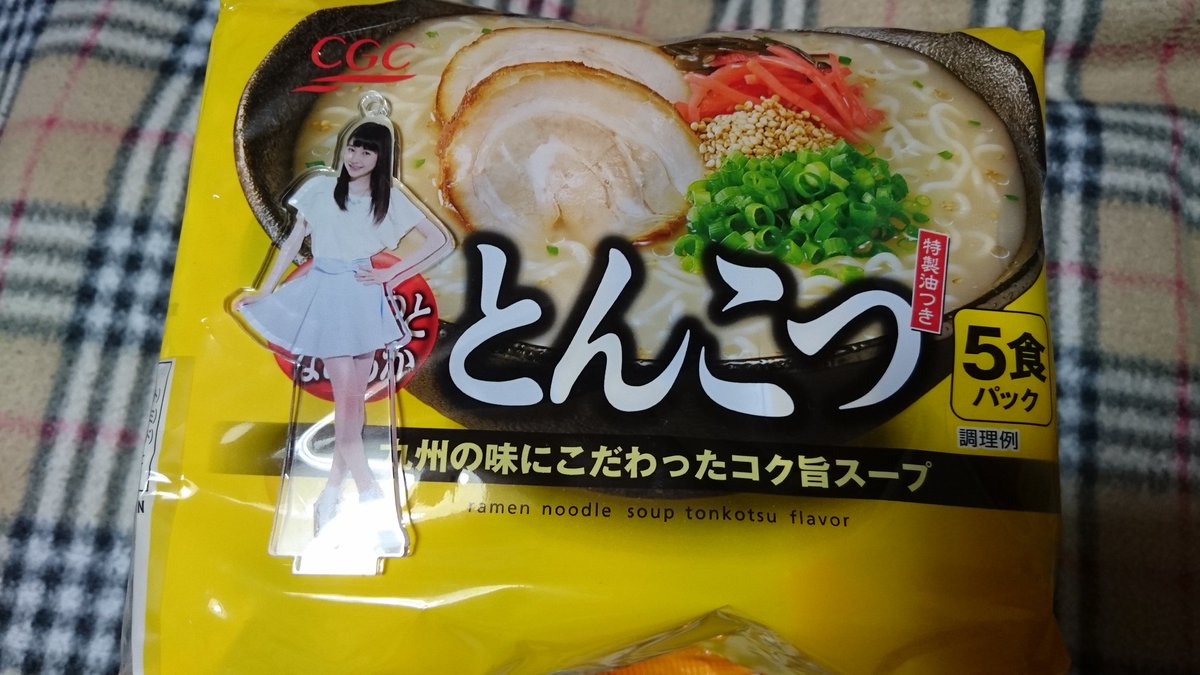 CGC
とんこつ
特製油つき
5食
パック
調理例
九州の味にこだわったコク旨スープ
ramen noodle soup tonkotsu flavor